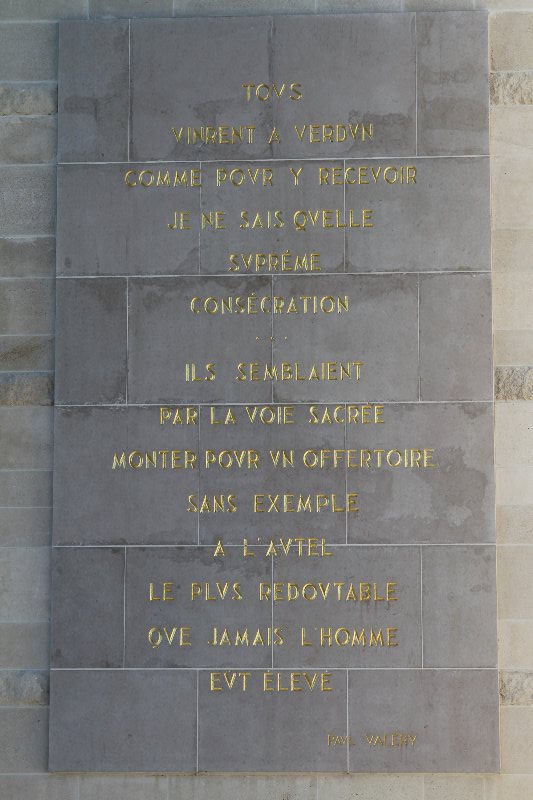 TOVS
VINRENT A VERDVN
COMME POVR Y RECEVOIR
JE NE SAIS QVELLE
SVPRÊME
CONSÉCRATION
...
ILS SEMBLAIENT
PAR LA VOIE SACRÉE
MONTER POVR VN OFFERTOIRE
SANS EXEMPLE
A L'AVTEL
LE PLVS REDOVTABLE
QVE JAMAIS L'HOMME
EVT ÉLEVÉ
PAVL VALERY